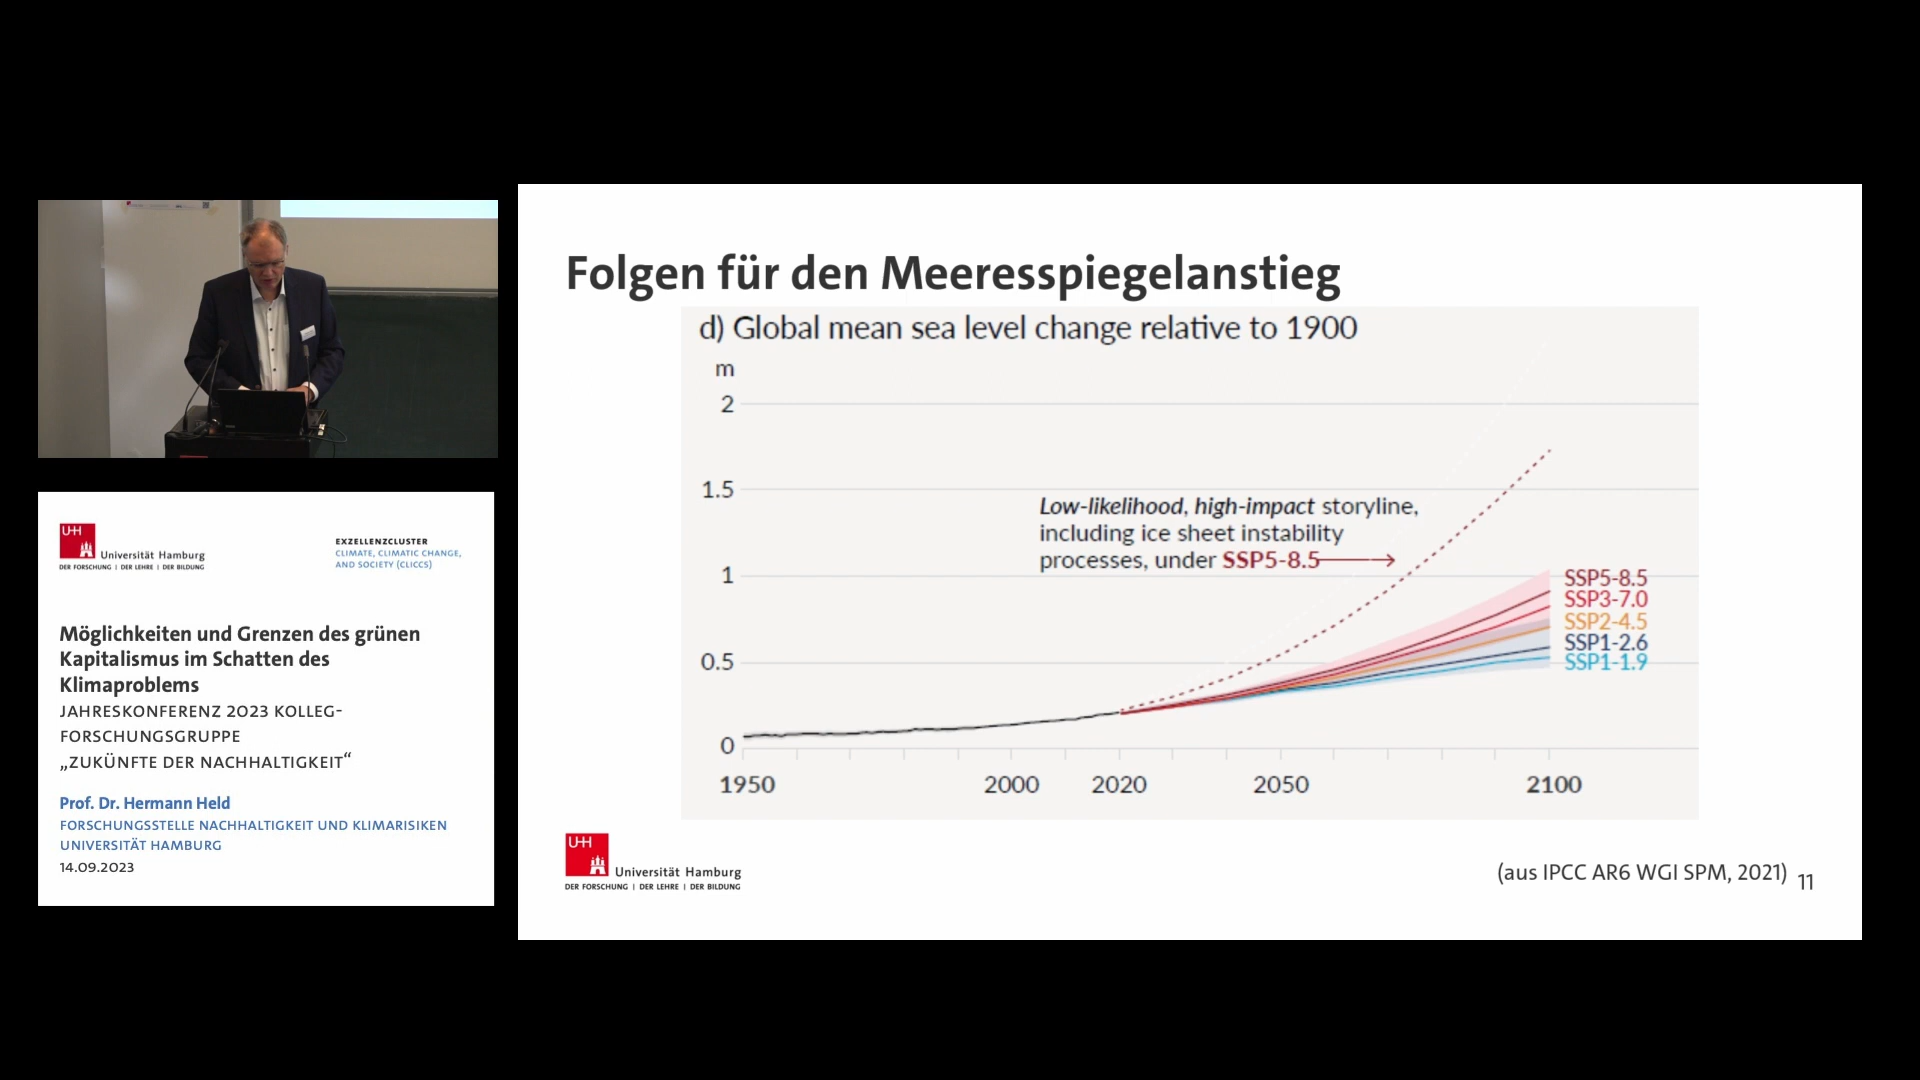 UH
Universität Hamburg
DER FORSCHUNG | DER LEHRE | DER BILDUNG
EXZELLENZCLUSTER
CLIMATE, CLIMATIC CHANGE,
AND SOCIETY (CLICCS)
Möglichkeiten und Grenzen des grünen
Kapitalismus im Schatten des
Klimaproblems
JAHRESKONFERENZ 2023 KOLLEG-
FORSCHUNGSGRUPPE
„ZUKÜNFTE DER NACHHALTIGKEIT“
Prof. Dr. Hermann Held
FORSCHUNGSSTELLE NACHHALTIGKEIT UND KLIMARISIKEN
UNIVERSITÄT HAMBURG
14.09.2023
Folgen für den Meeresspiegelanstieg
d) Global mean sea level change relative to 1900
m
2
1.5
1
0.5
0
Low-likelihood, high-impact storyline,
including ice sheet instability
processes, under SSP5-8.5
SSP5-8.5
SSP3-7.0
SSP2-4.5
SSP1-2.6
SSP1-1.9
1950 2000 2020 2050 2100
UH
Universität Hamburg
DER FORSCHUNG | DER LEHRE | DER BILDUNG
(aus IPCC AR6 WGI SPM, 2021) 11